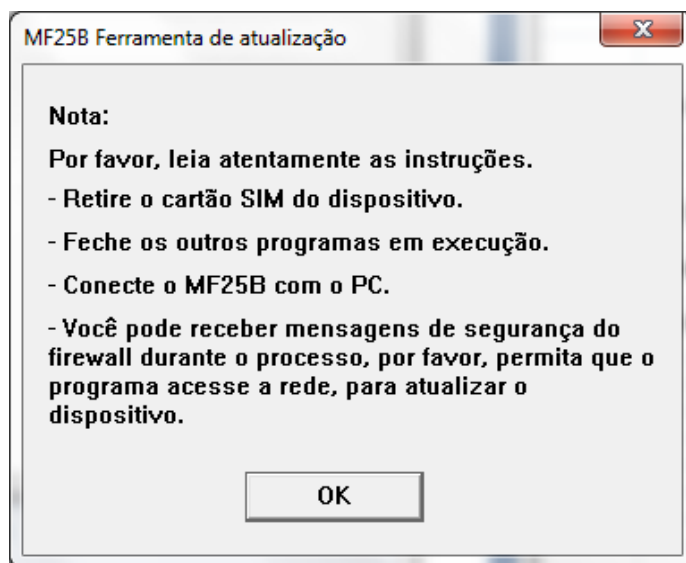 MF25B Ferramenta de atualização
Nota:
Por favor, leia atentamente as instruções.
- Retire o cartão SIM do dispositivo.
- Feche os outros programas em execução.
- Conecte o MF25B com o PC.
- Você pode receber mensagens de segurança do
firewall durante o processo, por favor, permita que o
programa acesse a rede, para atualizar o
dispositivo.
OK